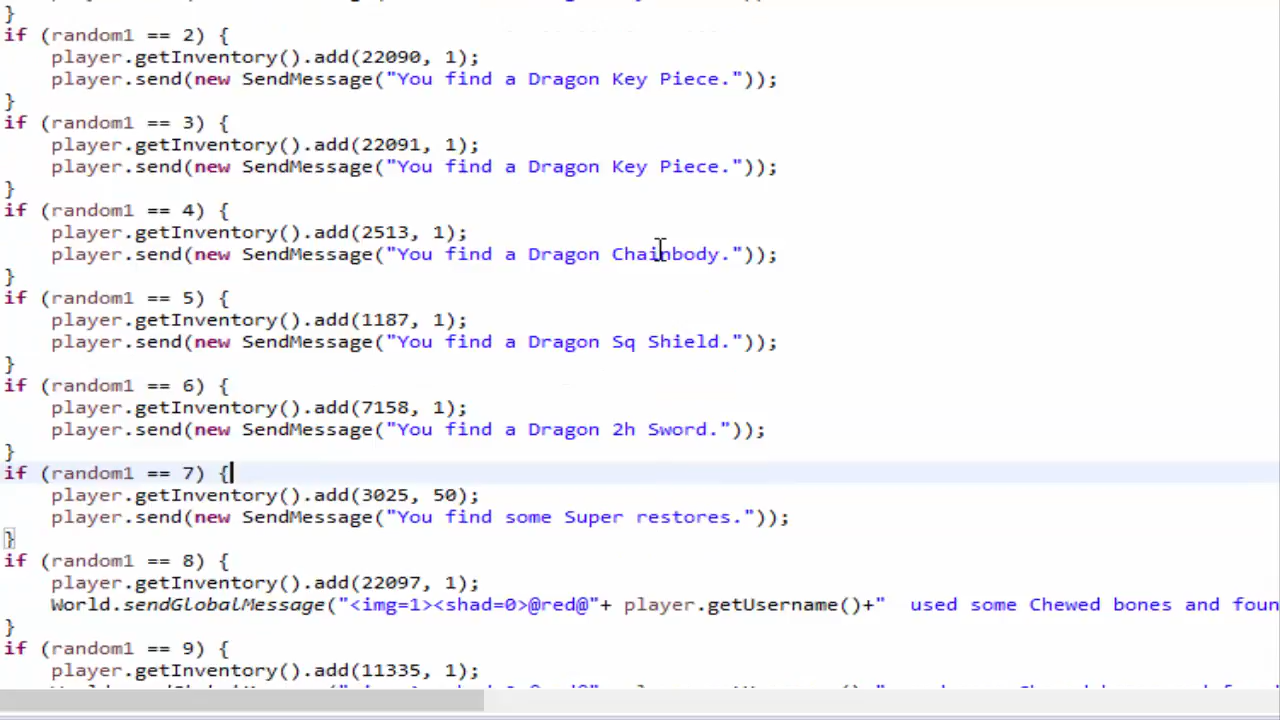 }
if (random1 == 2) {
player.getInventory().add(22090, 1);
player.send(new SendMessage("You find a Dragon Key Piece."));
}
if (random1 == 3) {
player.getInventory().add(22091, 1);
player.send(new SendMessage("You find a Dragon Key Piece."));
}
if (random1 == 4) {
player.getInventory().add(2513, 1);
player.send(new SendMessage("You find a Dragon Chainbody."));
}
if (random1 == 5) {
player.getInventory().add(1187, 1);
player.send(new SendMessage("You find a Dragon Sq Shield."));
}
if (random1 == 6) {
player.getInventory().add(7158, 1);
player.send(new SendMessage("You find a Dragon 2h Sword."));
}
if (random1 == 7) {
player.getInventory().add(3025, 50);
player.send(new SendMessage("You find some Super restores."));
}
if (random1 == 8) {
player.getInventory().add(22097, 1);
World.sendGlobalMessage("<img=1><shad=0>@red@"+ player.getUsername()+"  used some Chewed bones and foun
}
if (random1 == 9) {
player.getInventory().add(11335, 1);